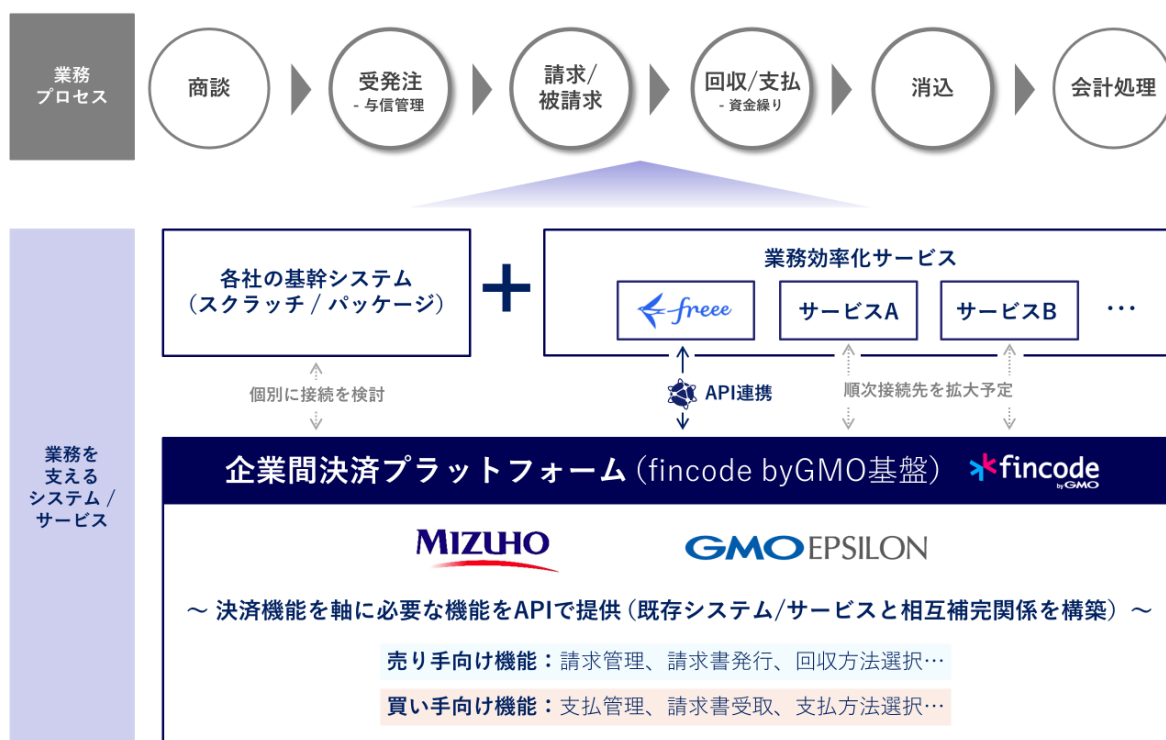 業務
プロセス
商談
受発注
- 与信管理
請求/
被請求
回収/支払
- 資金繰り
消込
会計処理
業務を
支える
システム /
サービス
各社の基幹システム
（スクラッチ / パッケージ）
+
業務効率化サービス
freee
サービスA
サービスB
…
個別に接続を検討
API連携
順次接続先を拡大予定
企業間決済プラットフォーム（fincode byGMO基盤）
fincode
byGMO
MIZUHO
GMO EPSILON
～ 決済機能を軸に必要な機能をAPIで提供（既存システム/サービスと相互補完関係を構築）～
売り手向け機能：請求管理、請求書発行、回収方法選択…
買い手向け機能：支払管理、請求書受取、支払方法選択…